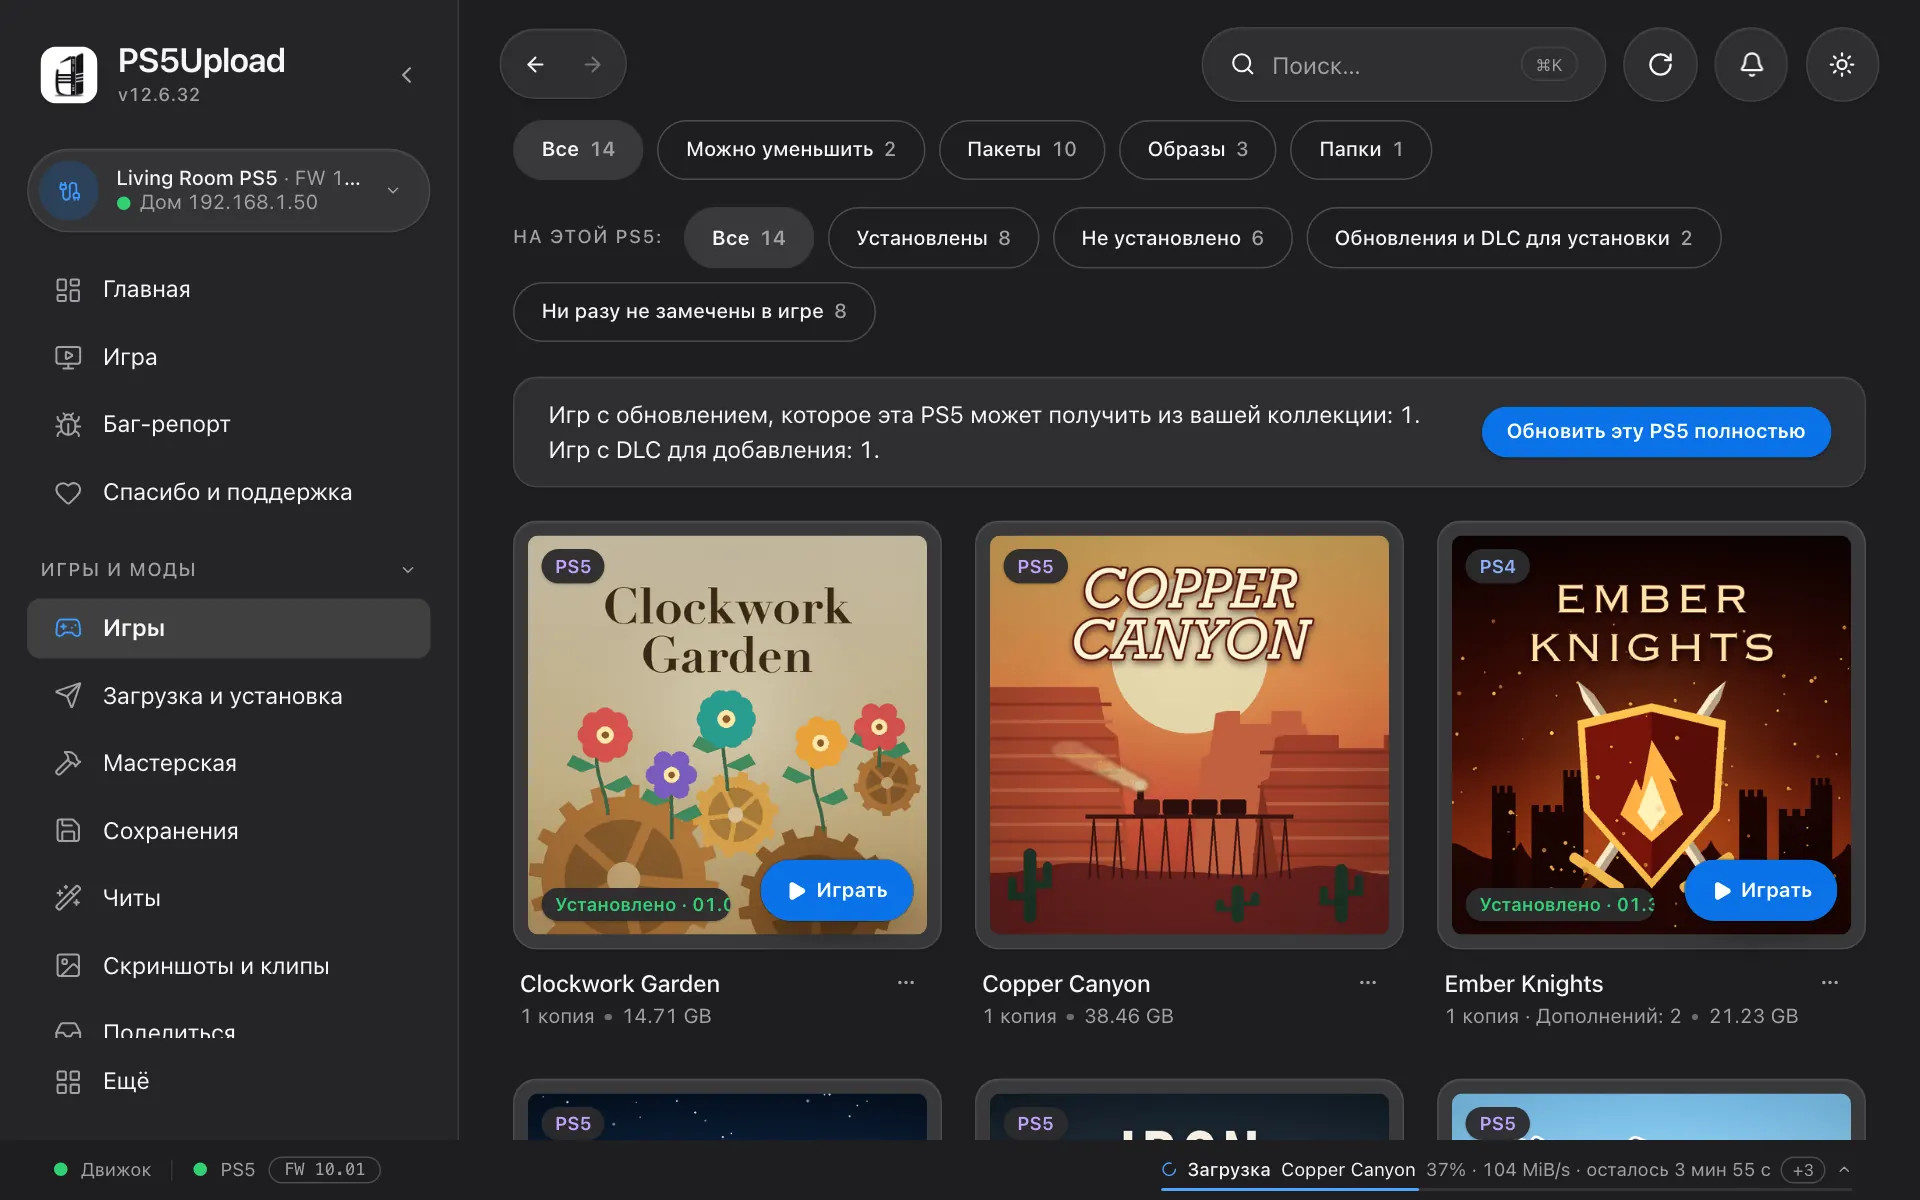 PS5Upload
v12.6.32
Living Room PS5 · FW 1...
Дом 192.168.1.50
Главная
Игра
Баг-репорт
Спасибо и поддержка
ИГРЫ И МОДЫ
Игры
Загрузка и установка
Мастерская
Сохранения
Читы
Скриншоты и клипы
Поделиться
Ещё
Поиск...
⌘K
Все 14
Можно уменьшить 2
Пакеты 10
Образы 3
Папки 1
НА ЭТОЙ PS5:
Все 14
Установлены 8
Не установлено 6
Обновления и DLC для установки 2
Ни разу не замечены в игре 8
Игр с обновлением, которое эта PS5 может получить из вашей коллекции: 1.
Игр с DLC для добавления: 1.
Обновить эту PS5 полностью
PS5
Clockwork
Garden
Установлено · 01.0
Играть
Clockwork Garden
1 копия • 14.71 GB
PS5
COPPER
CANYON
Copper Canyon
1 копия • 38.46 GB
PS4
EMBER
KNIGHTS
Установлено · 01.3
Играть
Ember Knights
1 копия · Дополнений: 2 • 21.23 GB
PS5
PS5
IRON
PS5
Движок
PS5
FW 10.01
Загрузка Copper Canyon 37% · 104 MiB/s · осталось 3 мин 55 с
+3